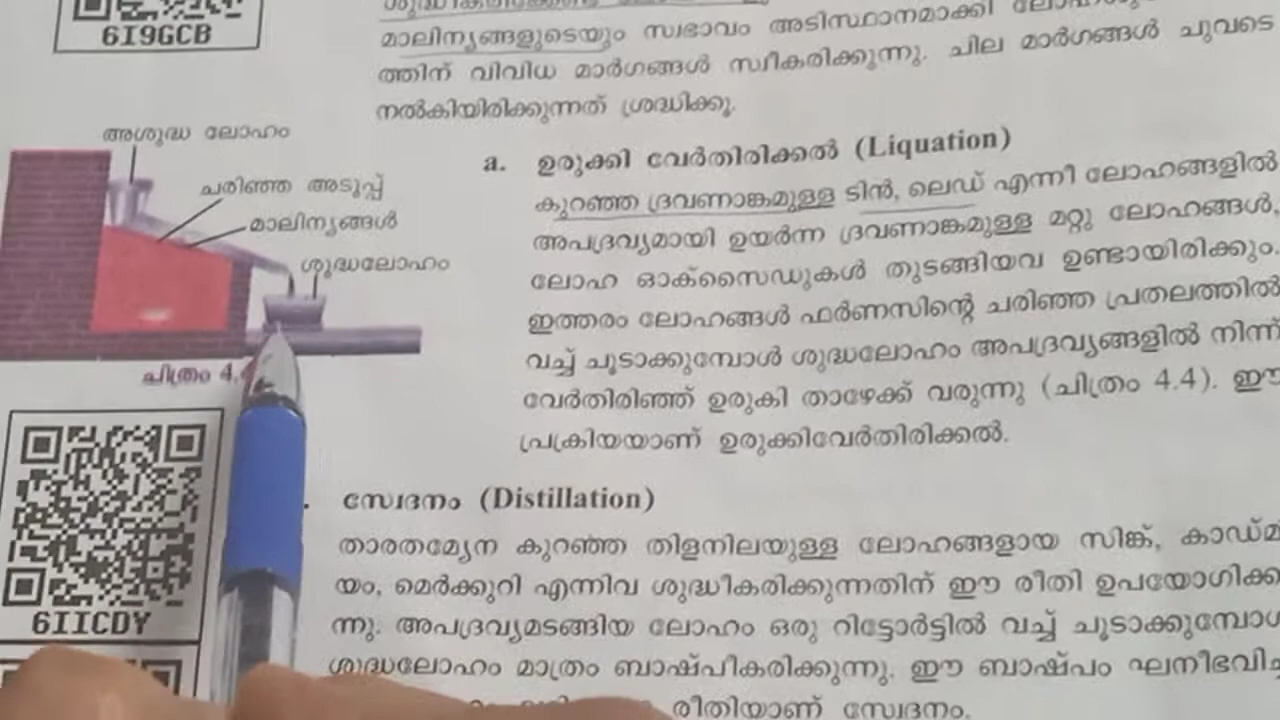 6I9GCB
മാലിന്യങ്ങളുടെയും സ്വഭാവം അടിസ്ഥാനമാക്കി
ത്തിന് വിവിധ മാർഗങ്ങൾ സ്വീകരിക്കുന്നു. ചില മാർഗങ്ങൾ ചുവടെ
നൽകിയിരിക്കുന്നത് ശ്രദ്ധിക്കൂ.
അശുദ്ധ ലോഹം
ചരിഞ്ഞ അടുപ്പ്
മാലിന്യങ്ങൾ
ശുദ്ധലോഹം
ചിത്രം
a. ഉരുക്കി വേർതിരിക്കൽ (Liquation)
കുറഞ്ഞ ദ്രവണാങ്കമുള്ള ടിൻ, ലെഡ് എന്നീ ലോഹങ്ങളിൽ
അപദ്രവ്യമായി ഉയർന്ന ദ്രവണാങ്കമുള്ള മറ്റു ലോഹങ്ങൾ,
ലോഹ ഓക്സൈഡുകൾ തുടങ്ങിയവ ഉണ്ടായിരിക്കും.
ഇത്തരം ലോഹങ്ങൾ ഫർണസിന്റെ ചരിഞ്ഞ പ്രതലത്തിൽ
വച്ച് ചൂടാക്കുമ്പോൾ ശുദ്ധലോഹം അപദ്രവ്യങ്ങളിൽ നിന്ന്
വേർതിരിഞ്ഞ് ഉരുകി താഴേക്ക് വരുന്നു (ചിത്രം 4.4). ഈ
പ്രക്രിയയാണ് ഉരുക്കിവേർതിരിക്കൽ.
6IICDY
സ്വേദനം (Distillation)
താരതമ്യേന കുറഞ്ഞ തിളനിലയുള്ള ലോഹങ്ങളായ സിങ്ക്, കാഡ്മ
യം, മെർക്കുറി എന്നിവ ശുദ്ധീകരിക്കുന്നതിന് ഈ രീതി ഉപയോഗിക്ക
ന്നു. അപദ്രവ്യമടങ്ങിയ ലോഹം ഒരു റിട്ടോർട്ടിൽ വച്ച് ചൂടാക്കുമ്പോൾ
ശുദ്ധലോഹം മാത്രം ബാഷ്പീകരിക്കുന്നു. ഈ ബാഷ്പം ഘനീഭവിച്ച
രീതിയാണ് സ്വേദനം.